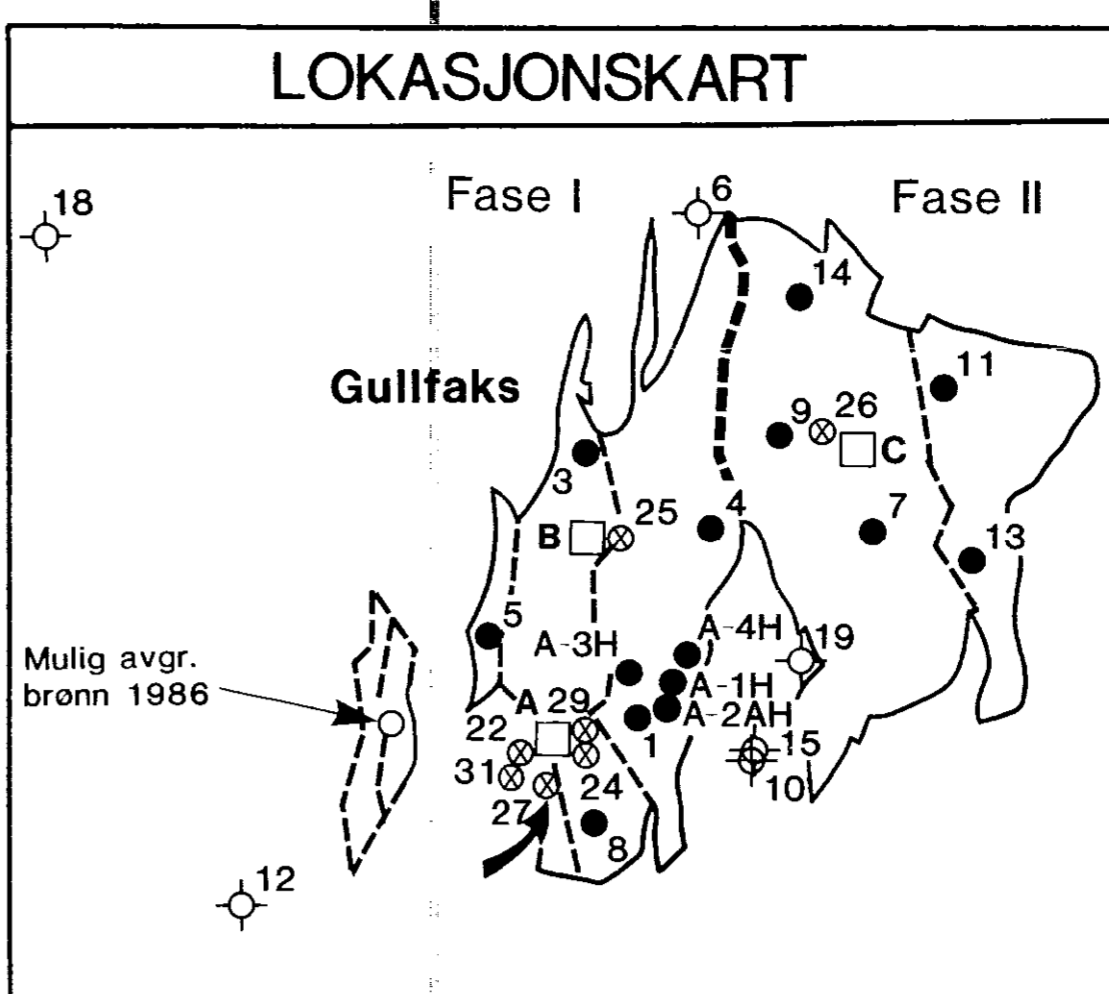 LOKASJONSKART
18
Fase I
6
Fase II
14
Gullfaks
11
9
26
C
3
25
4
7
B
13
5
A-3H
A-4H
19
Mulig avgr.
brønn 1986
A
29
A-1H
A-2AH
22
1
15
31
24
10
27
8
12